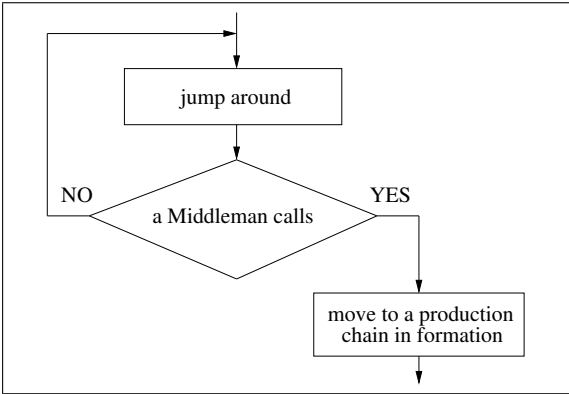 jump around
NO
YES
a Middleman calls
move to a production
chain in formation